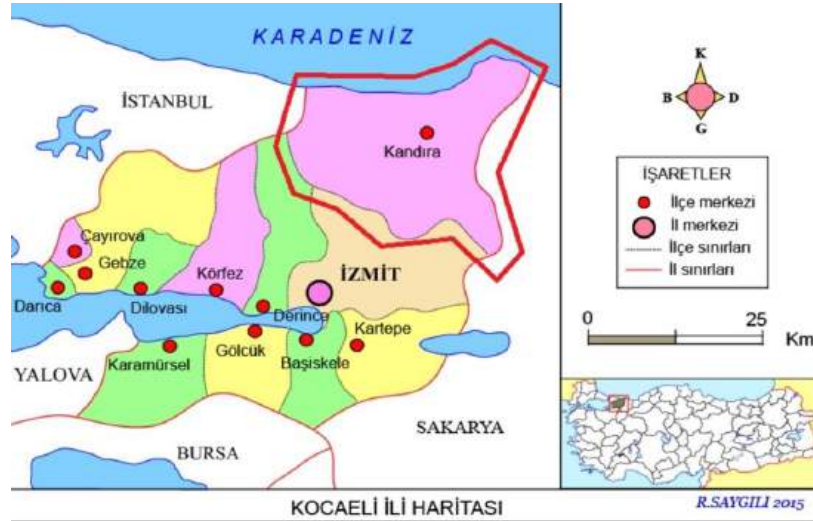 KARADENİZ
İSTANBUL
Kandıra
Çayırova
Gebze
Darıca
Dilovası
Körfez
İZMİT
Derince
Karamürsel
Gölcük
Başiskele
Kartepe
YALOVA
BURSA
SAKARYA
K
B
D
G
İŞARETLER
İlçe merkezi
İl merkezi
İlçe sınırları
İl sınırları
0
25
Km
KOCAELİ İLİ HARİTASI
R.SAYGILI 2015